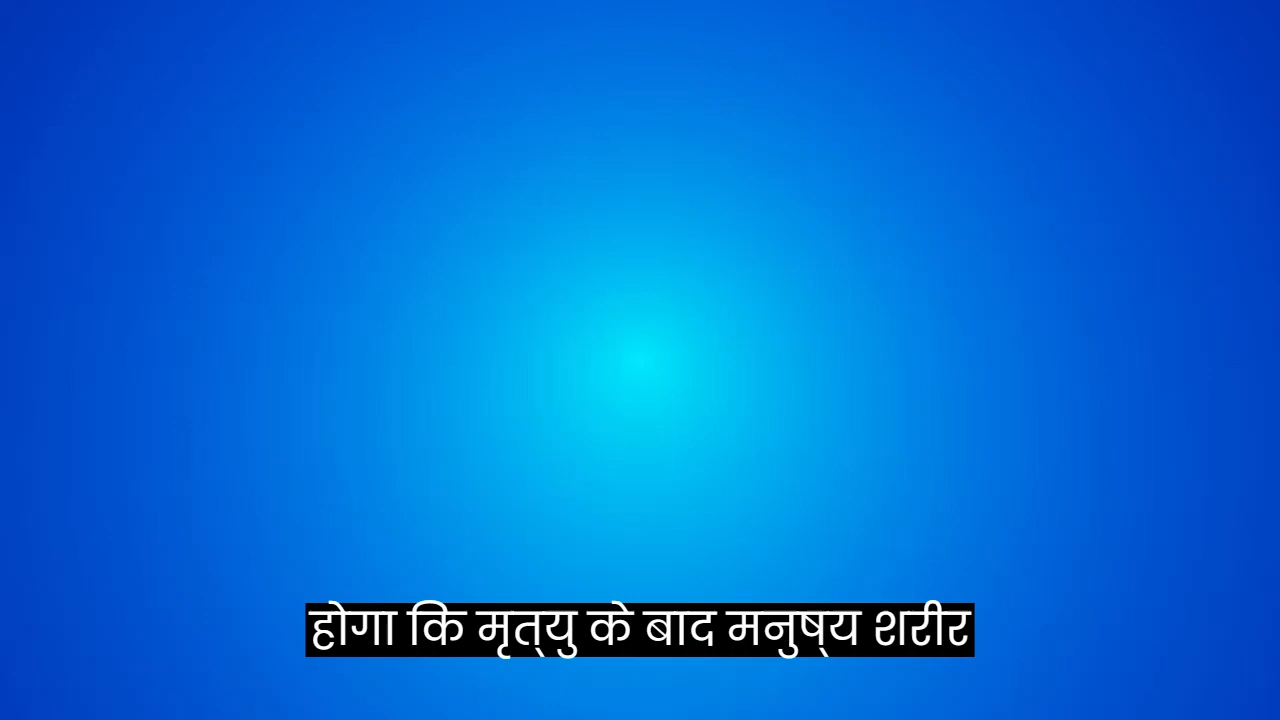 होगा कि मृत्यु के बाद मनुष्य शरीर